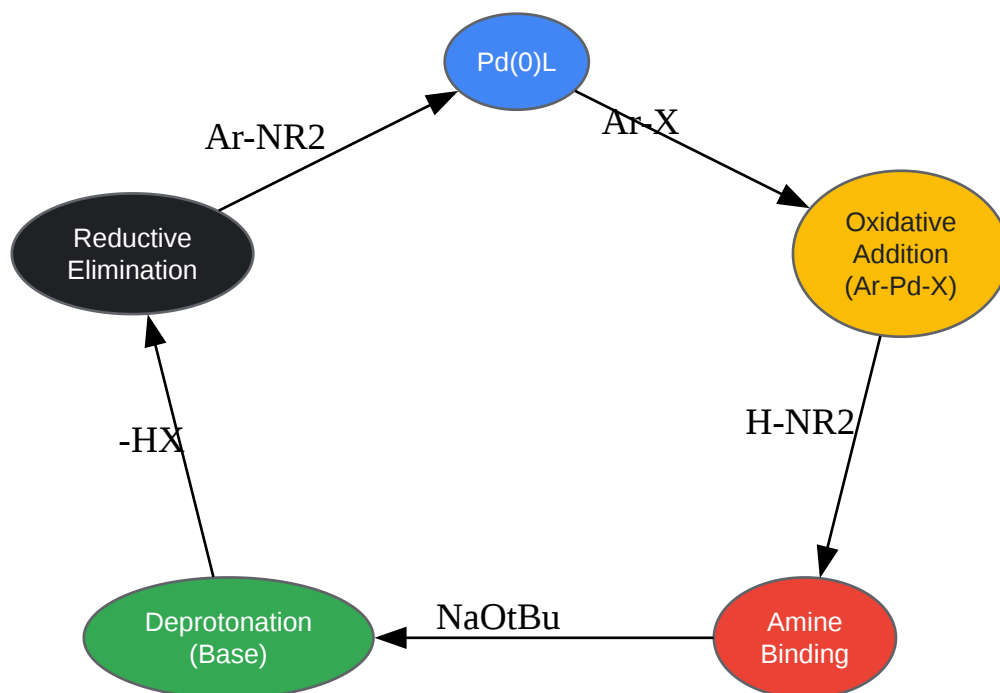 Pd(0)L
Ar-X
Ar-NR2
Oxidative
Addition
(Ar-Pd-X)
Reductive
Elimination
H-NR2
-HX
NaOtBu
Amine
Binding
Deprotonation
(Base)